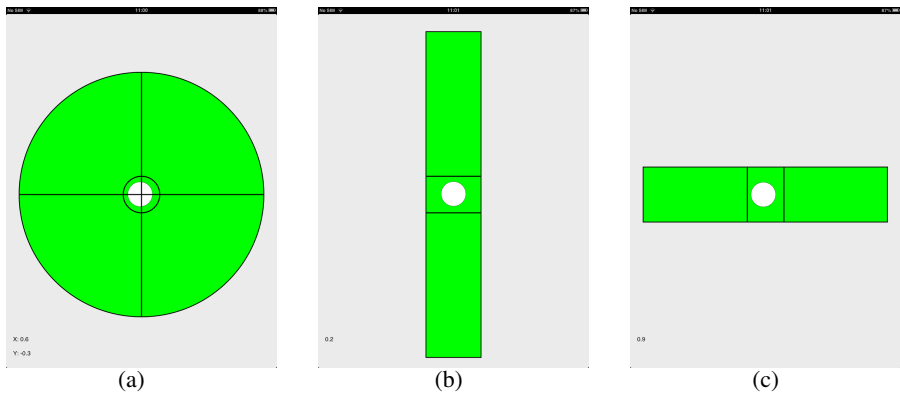 No SIM 11:00 88%
No SIM 11:01 87%
No SIM 11:01 87%
X: 0.6
Y: -0.3
0.2
0.9
(a)
(b)
(c)